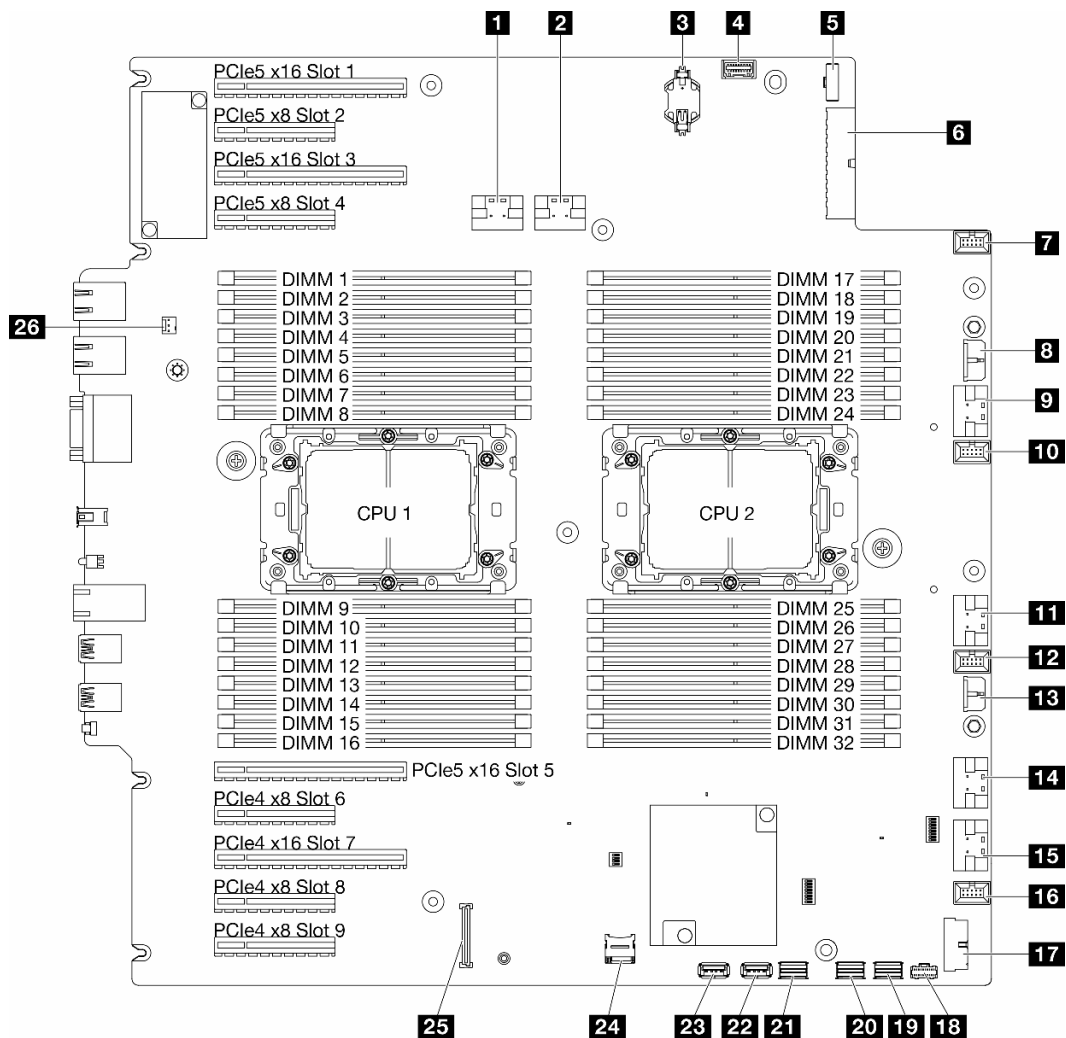 1
2
3
4
5
PCIe5 x16 Slot 1
PCIe5 x8 Slot 2
6
PCIe5 x16 Slot 3
PCIe5 x8 Slot 4
7
DIMM 1
DIMM 2
DIMM 3
DIMM 4
DIMM 5
DIMM 6
DIMM 7
DIMM 8
DIMM 17
DIMM 18
DIMM 19
DIMM 20
DIMM 21
DIMM 22
DIMM 23
DIMM 24
26
8
9
10
CPU 1
CPU 2
DIMM 9
DIMM 10
DIMM 11
DIMM 12
DIMM 13
DIMM 14
DIMM 15
DIMM 16
DIMM 25
DIMM 26
DIMM 27
DIMM 28
DIMM 29
DIMM 30
DIMM 31
DIMM 32
11
12
13
PCIe5 x16 Slot 5
14
PCIe4 x8 Slot 6
PCIe4 x16 Slot 7
15
PCIe4 x8 Slot 8
16
PCIe4 x8 Slot 9
17
25
24
23
22
21
20
19
18